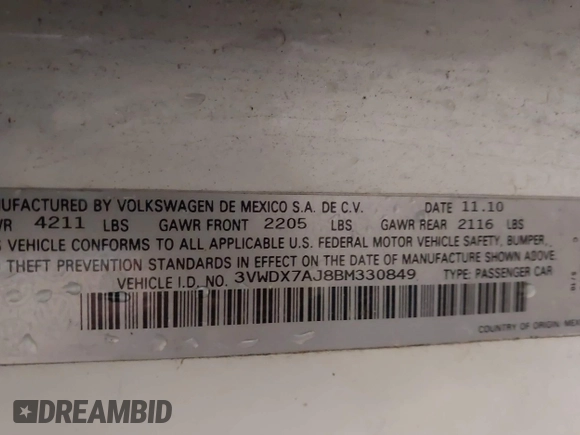 NUFACTURED BY VOLKSWAGEN DE MEXICO S.A. DE C.V. DATE 11.10
WR 4211 LBS GAWR FRONT 2205 LBS GAWR REAR 2116 LBS
S VEHICLE CONFORMS TO ALL APPLICABLE U.S. FEDERAL MOTOR VEHICLE SAFETY, BUMPER,
THEFT PREVENTION STANDARDS IN EFFECT ON THE DATE OF MANUFACTURE SHOWN ABOVE.
VEHICLE I.D. NO. 3VWDX7AJ8BM330849 TYPE: PASSENGER CAR
COUNTRY OF ORIGIN: MEX
DREAMBID